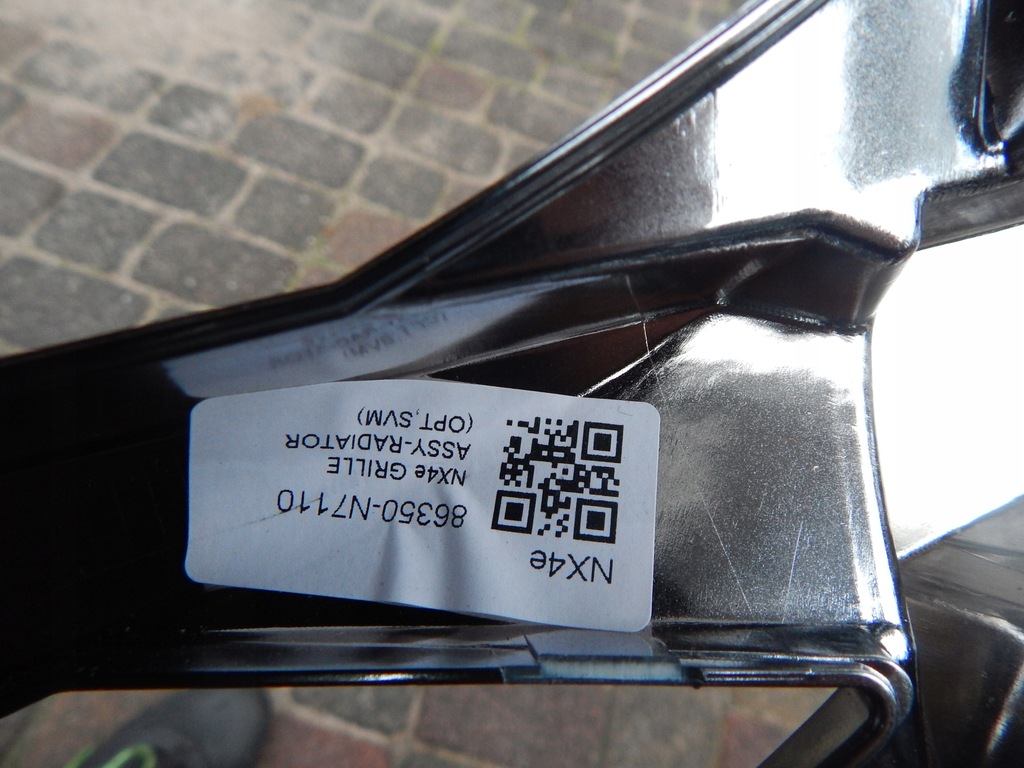 NX4e
86350-N7110
NX4e GRILLE
ASSY-RADIATOR
(OPT,SVM)